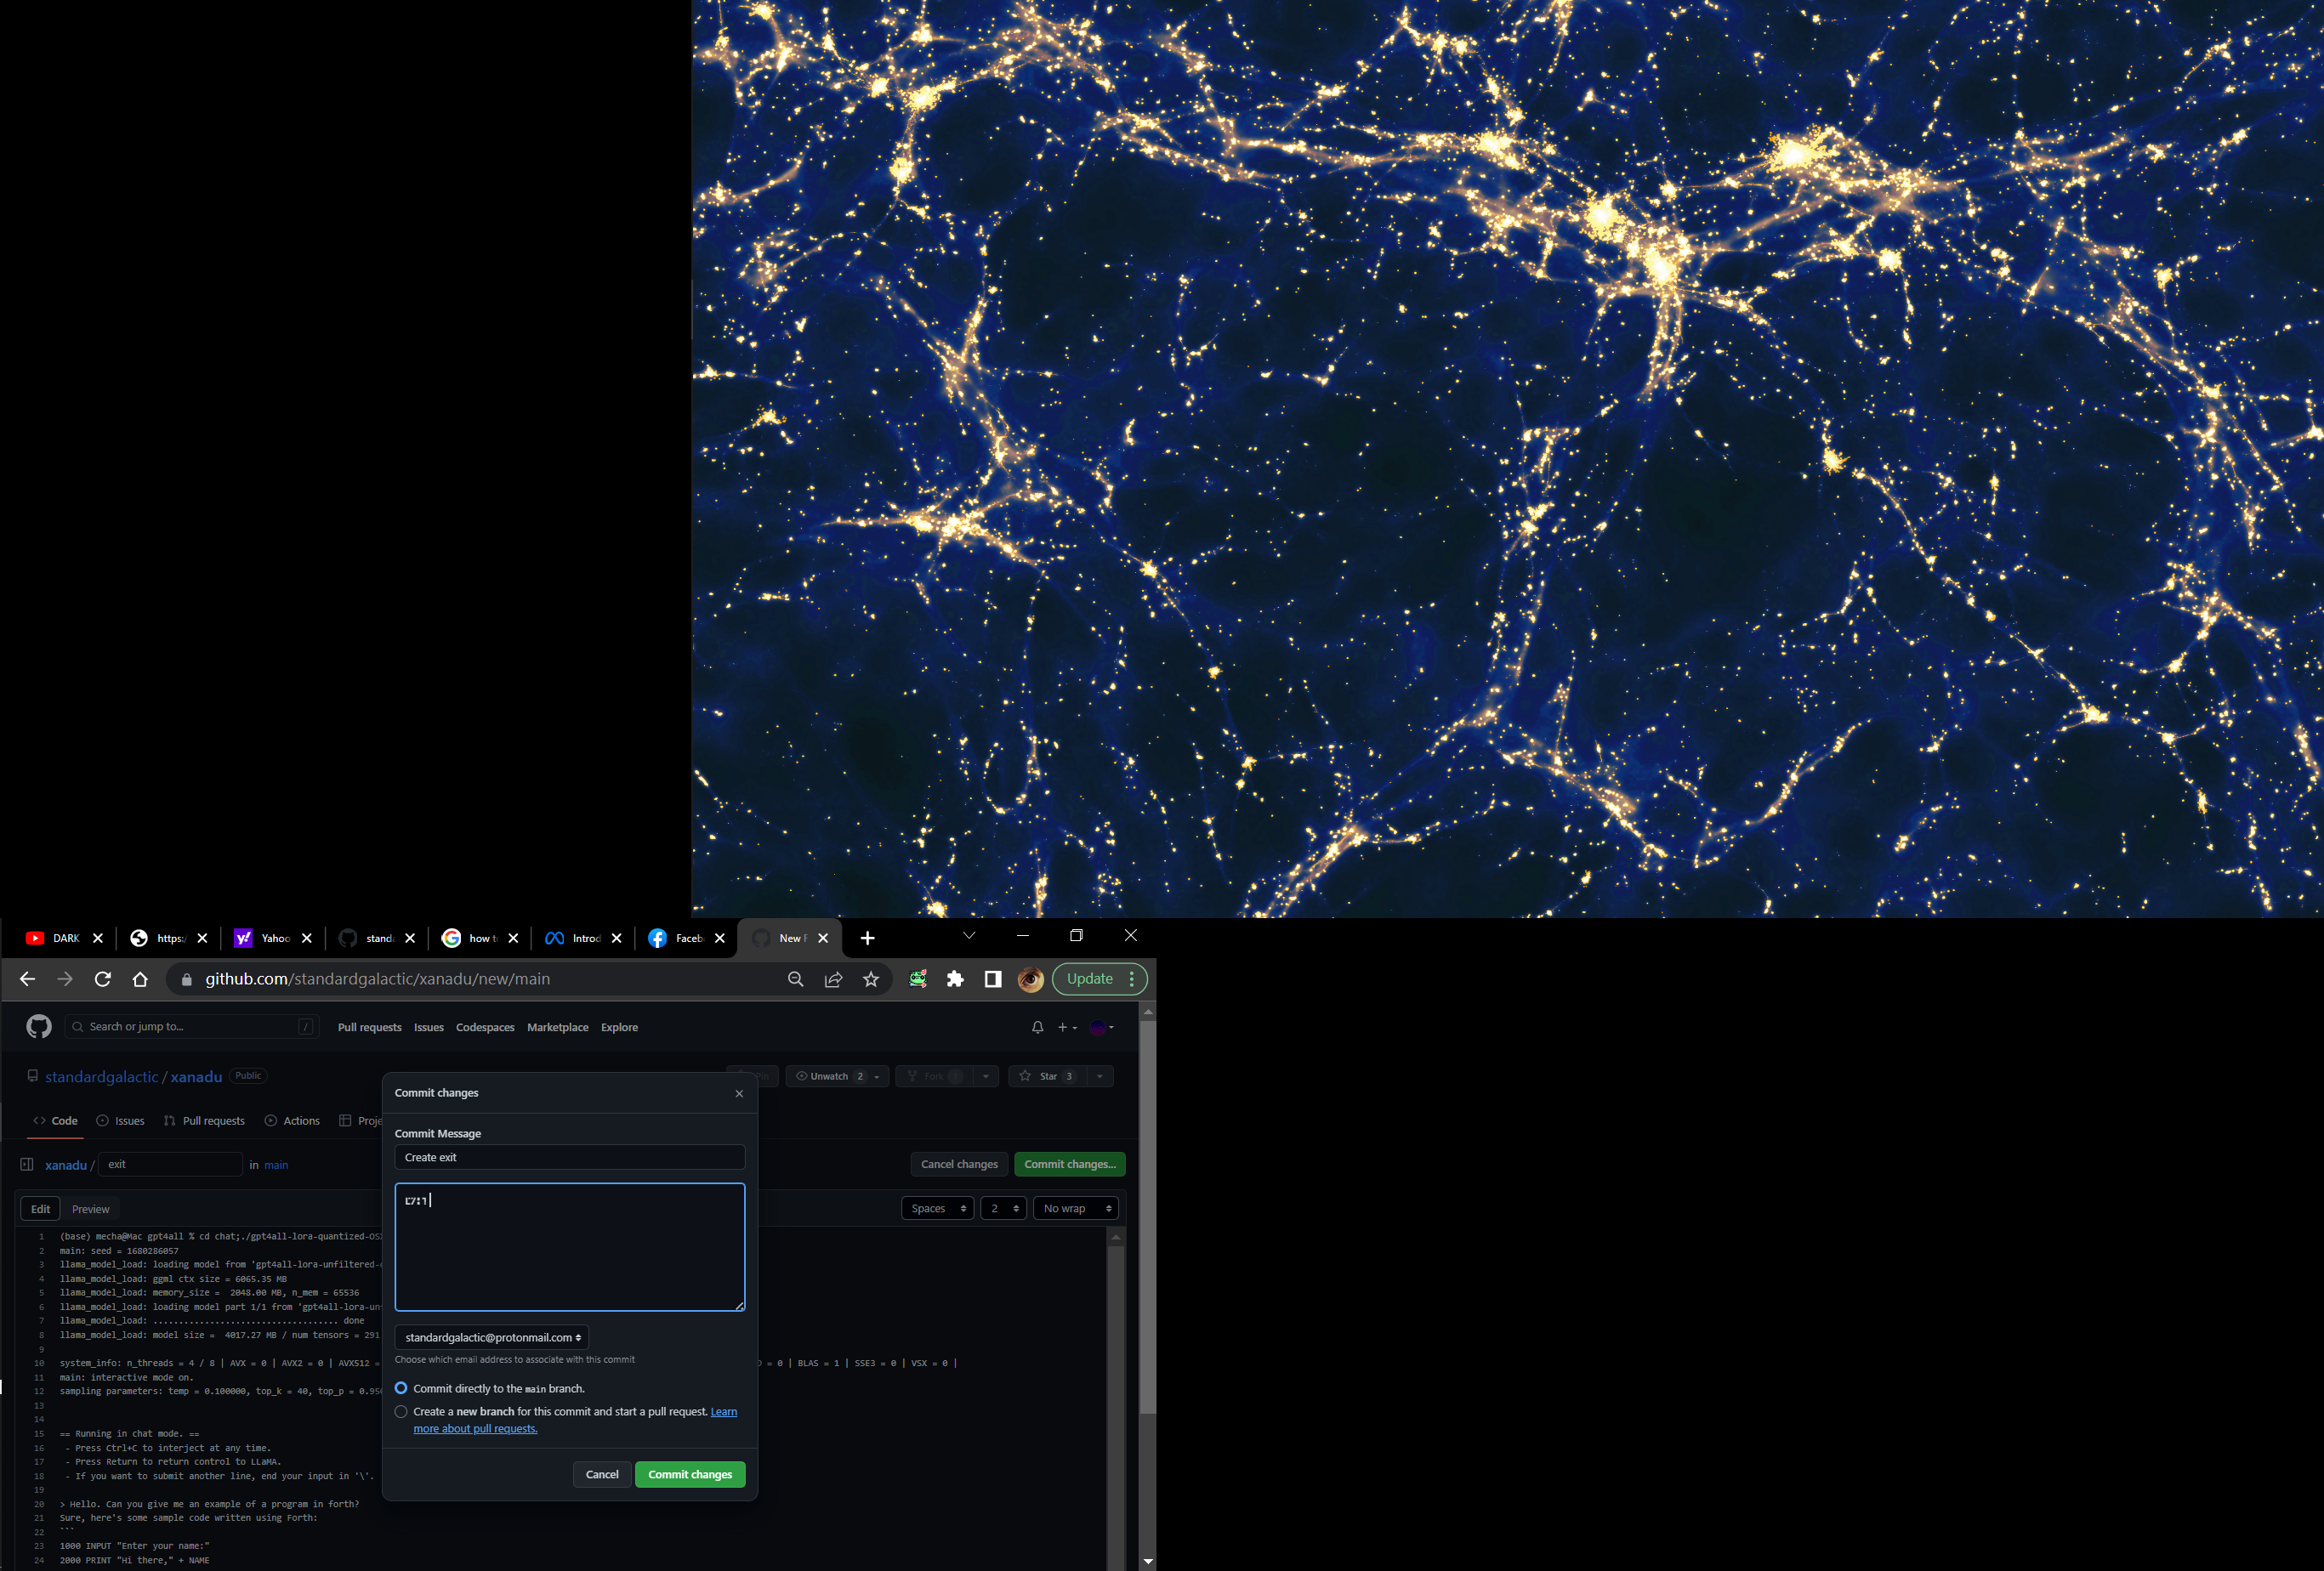 DARK
https:/
Yahoo
standa
how to
Introd
Faceb
New F
github.com/standardgalactic/xanadu/new/main
Update
Search or jump to...
/
Pull requests
Issues
Codespaces
Marketplace
Explore
standardgalactic / xanadu
Public
Pin
Unwatch 2
Fork
Star 3
Code
Issues
Pull requests
Actions
Proje
xanadu / exit in main
Cancel changes
Commit changes...
Edit
Preview
Spaces
2
No wrap
1 (base) mecha@Mac gpt4all % cd chat;./gpt4all-lora-quantized-OSX
2 main: seed = 1680286057
3 llama_model_load: loading model from 'gpt4all-lora-unfiltered-
4 llama_model_load: ggml ctx size = 6065.35 MB
5 llama_model_load: memory_size =  2048.00 MB, n_mem = 65536
6 llama_model_load: loading model part 1/1 from 'gpt4all-lora-un
7 llama_model_load: .................................... done
8 llama_model_load: model size =  4017.27 MB / num tensors = 291
9
10 system_info: n_threads = 4 / 8 | AVX = 0 | AVX2 = 0 | AVX512 = = 0 | BLAS = 1 | SSE3 = 0 | VSX = 0 |
11 main: interactive mode on.
12 sampling parameters: temp = 0.100000, top_k = 40, top_p = 0.950
13
14
15 == Running in chat mode. ==
16 - Press Ctrl+C to interject at any time.
17 - Press Return to return control to LLaMA.
18 - If you want to submit another line, end your input in '\'.
19
20 > Hello. Can you give me an example of a program in forth?
21 Sure, here's some sample code written using Forth:
22 ```
23 1000 INPUT "Enter your name:"
24 2000 PRINT "Hi there," + NAME
Commit changes
Commit Message
Create exit
standardgalactic@protonmail.com
Choose which email address to associate with this commit
Commit directly to the main branch.
Create a new branch for this commit and start a pull request. Learn
more about pull requests.
Cancel
Commit changes